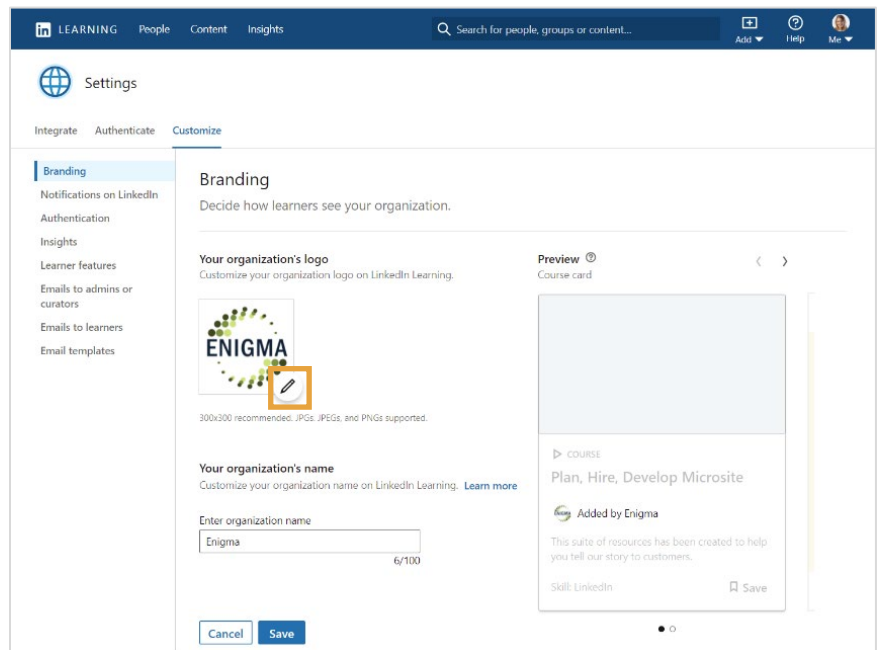 in LEARNING People Content Insights Search for people, groups or content... Add Help Me
Settings
Integrate Authenticate Customize
Branding
Notifications on LinkedIn
Authentication
Insights
Learner features
Emails to admins or
curators
Emails to learners
Email templates
Branding
Decide how learners see your organization.
Your organization's logo
Customize your organization logo on LinkedIn Learning.
ENIGMA
300x300 recommended. JPGs, JPEGs, and PNGs supported.
Your organization's name
Customize your organization name on LinkedIn Learning. Learn more
Enter organization name
Enigma
6/100
Cancel Save
Preview
Course card
COURSE
Plan, Hire, Develop Microsite
Added by Enigma
This suite of resources has been created to help
you tell our story to customers.
Skill: LinkedIn Save